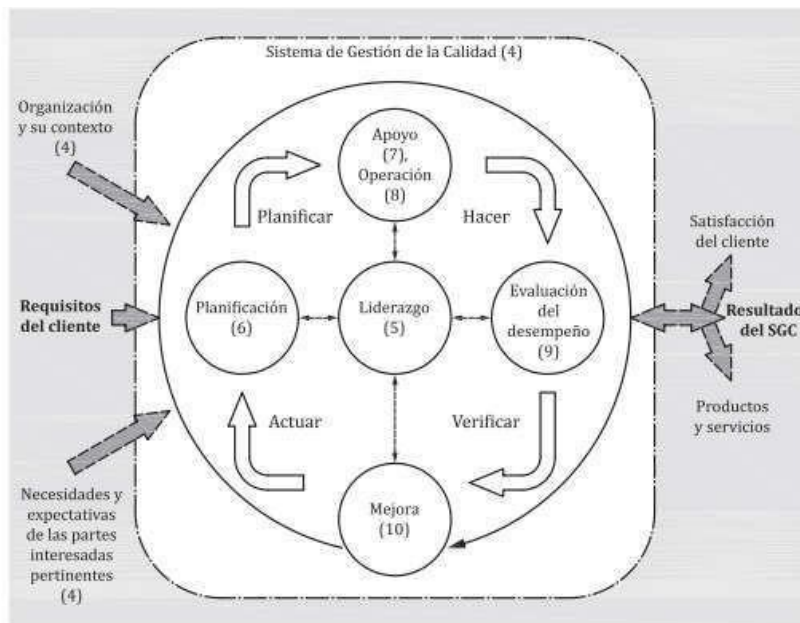 Sistema de Gestión de la Calidad (4)
Organización
y su contexto
(4)
Apoyo
(7),
Operación
(8)
Planificar
Hacer
Satisfacción
del cliente
Requisitos
del cliente
Planificación
(6)
Liderazgo
(5)
Evaluación
del
desempeño
(9)
Resultado
del SGC
Actuar
Verificar
Productos
y servicios
Mejora
(10)
Necesidades y
expectativas
de las partes
interesadas
pertinentes
(4)